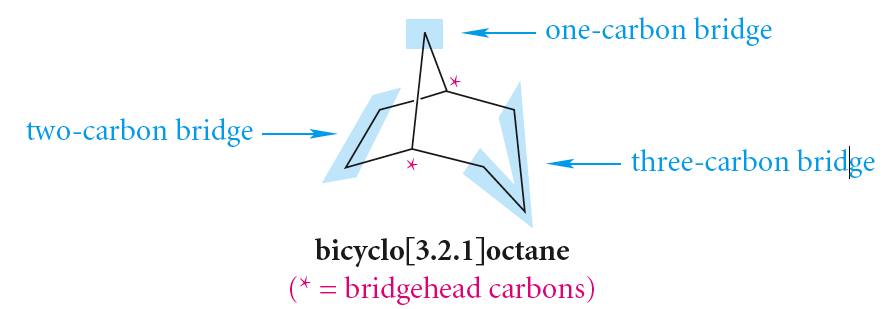 one-carbon bridge
*
two-carbon bridge
*
three-carbon bridge
bicyclo[3.2.1]octane
(* = bridgehead carbons)